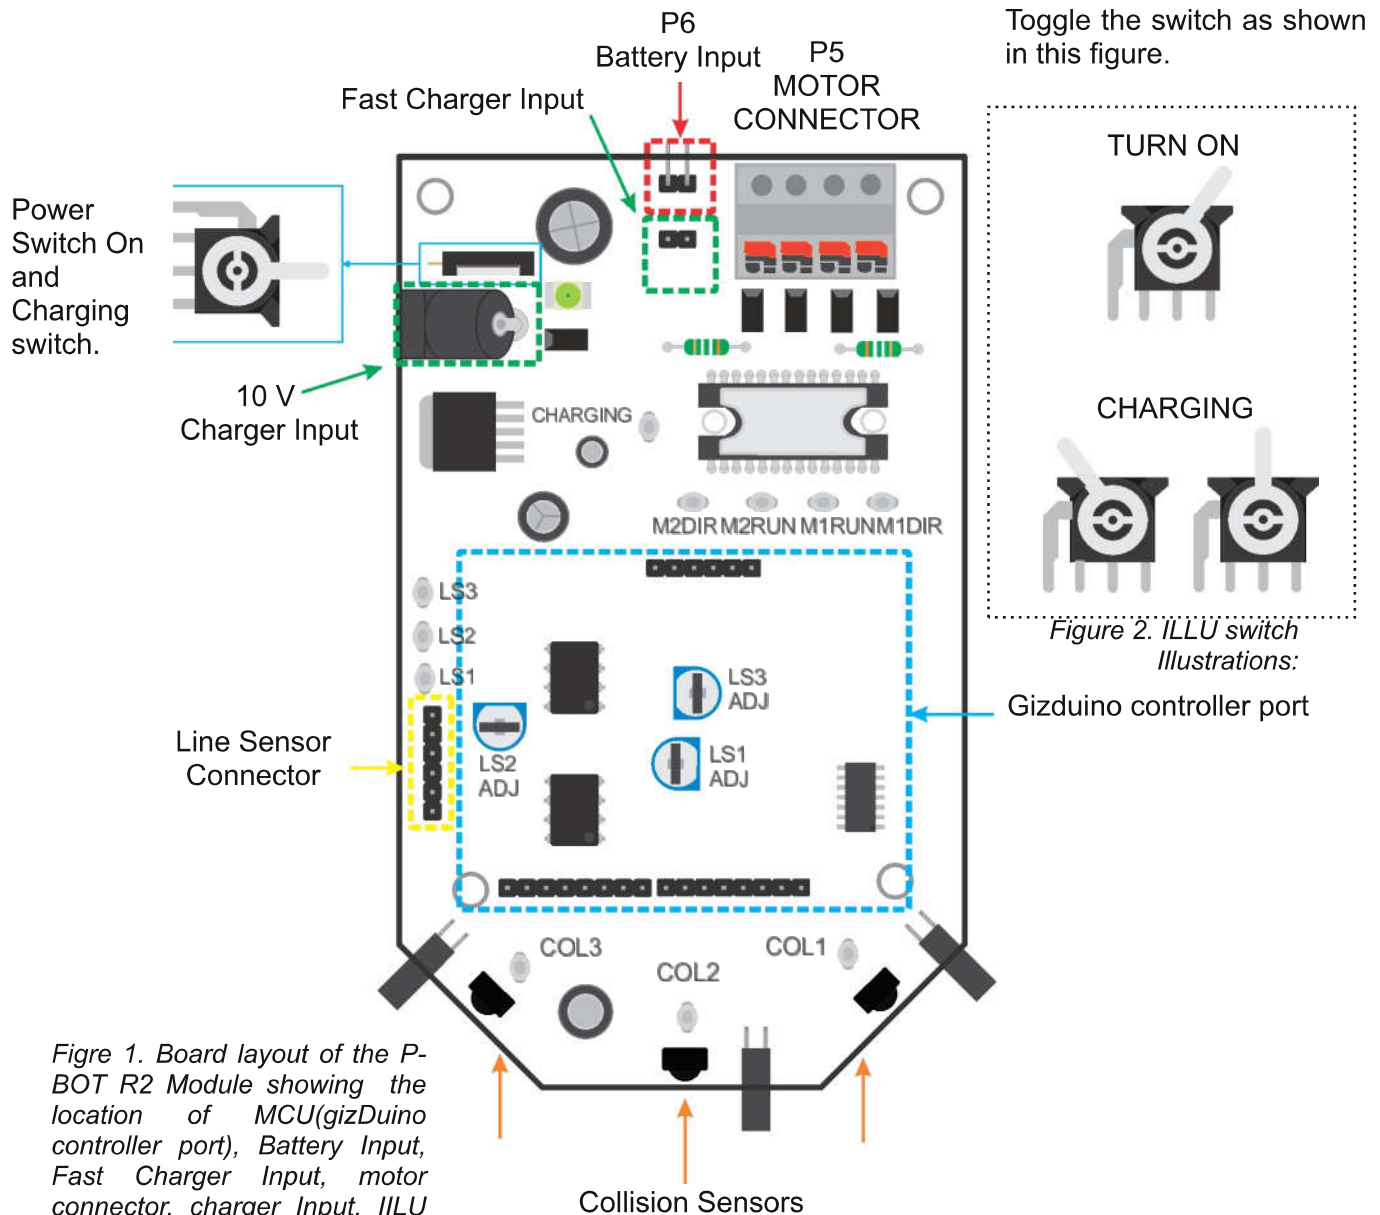 P6
Battery Input
P5
MOTOR
CONNECTOR
Fast Charger Input
Toggle the switch as shown
in this figure.
TURN ON
CHARGING
Figure 2. ILLU switch
Illustrations:
Power
Switch On
and
Charging
switch.
10 V
Charger Input
CHARGING
M2DIR M2RUN M1RUN M1DIR
LS3
LS2
LS1
LS3
ADJ
LS2
ADJ
LS1
ADJ
Gizduino controller port
Line Sensor
Connector
COL3
COL2
COL1
Collision Sensors
Figre 1. Board layout of the P-
BOT R2 Module showing the
location of MCU(gizDuino
controller port), Battery Input,
Fast Charger Input, motor
connector, charger Input, IILU